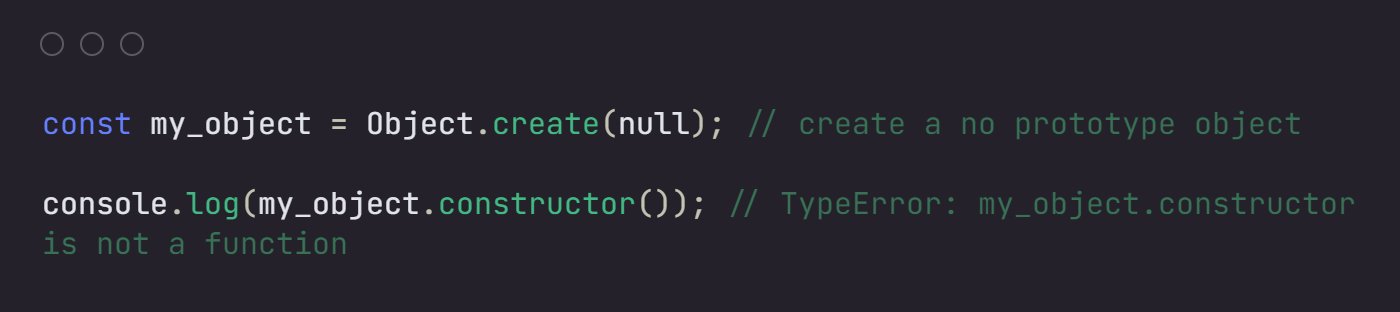 const my_object = Object.create(null); // create a no prototype object
console.log(my_object.constructor()); // TypeError: my_object.constructor
is not a function